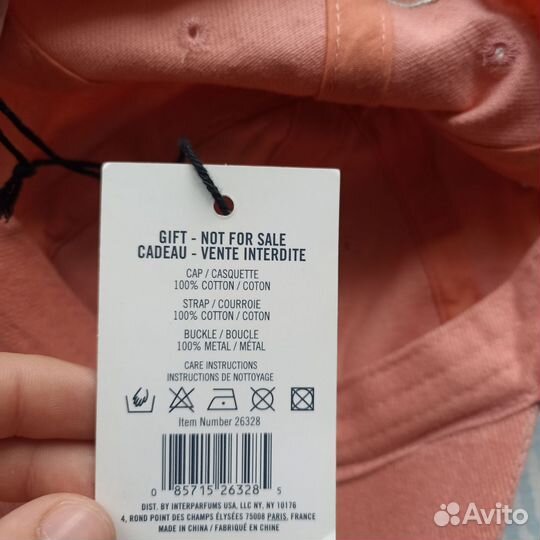 GIFT - NOT FOR SALE
CADEAU - VENTE INTERDITE
CAP / CASQUETTE
100% COTTON / COTON
STRAP / COURROIE
100% COTTON / COTON
BUCKLE / BOUCLE
100% METAL / MÉTAL
CARE INSTRUCTIONS
INSTRUCTIONS DE NETTOYAGE
Item Number 26328
0 85715 26328 5
DIST. BY INTERPARFUMS USA, LLC NY, NY 10176
4, ROND POINT DES CHAMPS ÉLYSÉES 75008 PARIS, FRANCE
MADE IN CHINA / FABRIQUÉ EN CHINE
Avito